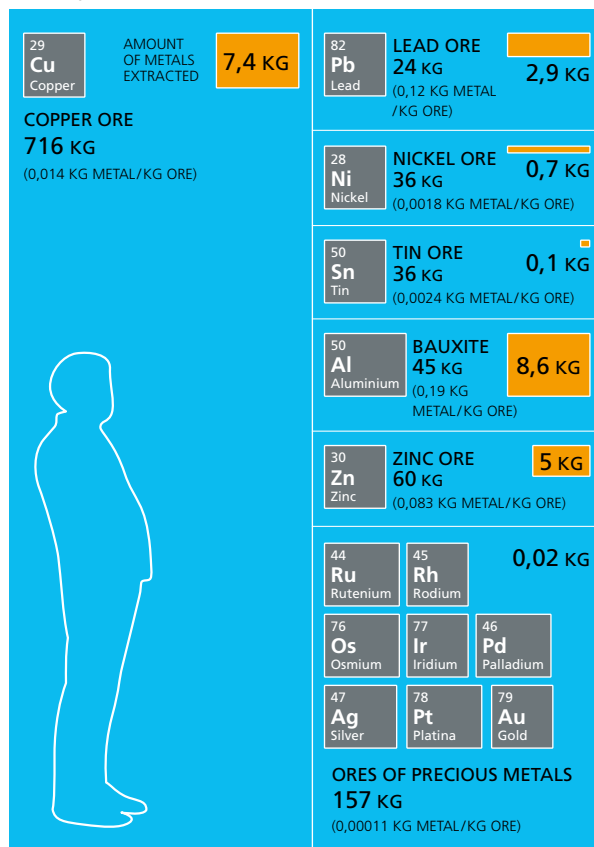 29
Cu
Copper
AMOUNT
OF METALS
EXTRACTED
7,4 KG
COPPER ORE
716 KG
(0,014 KG METAL/KG ORE)
82
Pb
Lead
LEAD ORE
24 KG
(0,12 KG METAL
/KG ORE)
2,9 KG
28
Ni
Nickel
NICKEL ORE
36 KG
(0,0018 KG METAL/KG ORE)
0,7 KG
50
Sn
Tin
TIN ORE
36 KG
(0,0024 KG METAL/KG ORE)
0,1 KG
50
Al
Aluminium
BAUXITE
45 KG
(0,19 KG
METAL/KG ORE)
8,6 KG
30
Zn
Zinc
ZINC ORE
60 KG
(0,083 KG METAL/KG ORE)
5 KG
44
Ru
Rutenium
45
Rh
Rodium
0,02 KG
76
Os
Osmium
77
Ir
Iridium
46
Pd
Palladium
47
Ag
Silver
78
Pt
Platina
79
Au
Gold
ORES OF PRECIOUS METALS
157 KG
(0,00011 KG METAL/KG ORE)